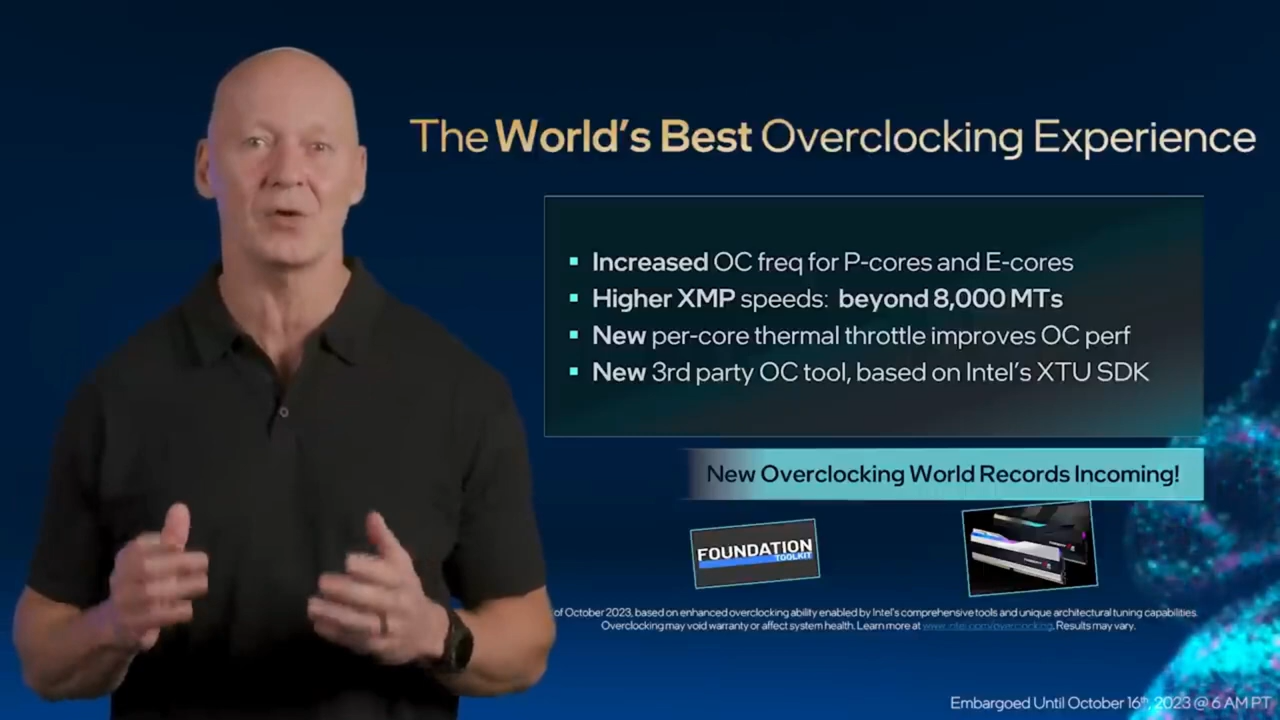 The World's Best Overclocking Experience
Increased OC freq for P-cores and E-cores
Higher XMP speeds: beyond 8,000 MTs
New per-core thermal throttle improves OC perf
New 3rd party OC tool, based on Intel's XTU SDK
New Overclocking World Records Incoming!
FOUNDATION
TOOLKIT
of October 2023, based on enhanced overclocking ability enabled by Intel's comprehensive tools and unique architectural tuning capabilities.
Overclocking may void warranty or affect system health. Learn more at www.intel.com/overclocking. Results may vary.
Embargoed Until October 16th, 2023 @ 6 AM PT